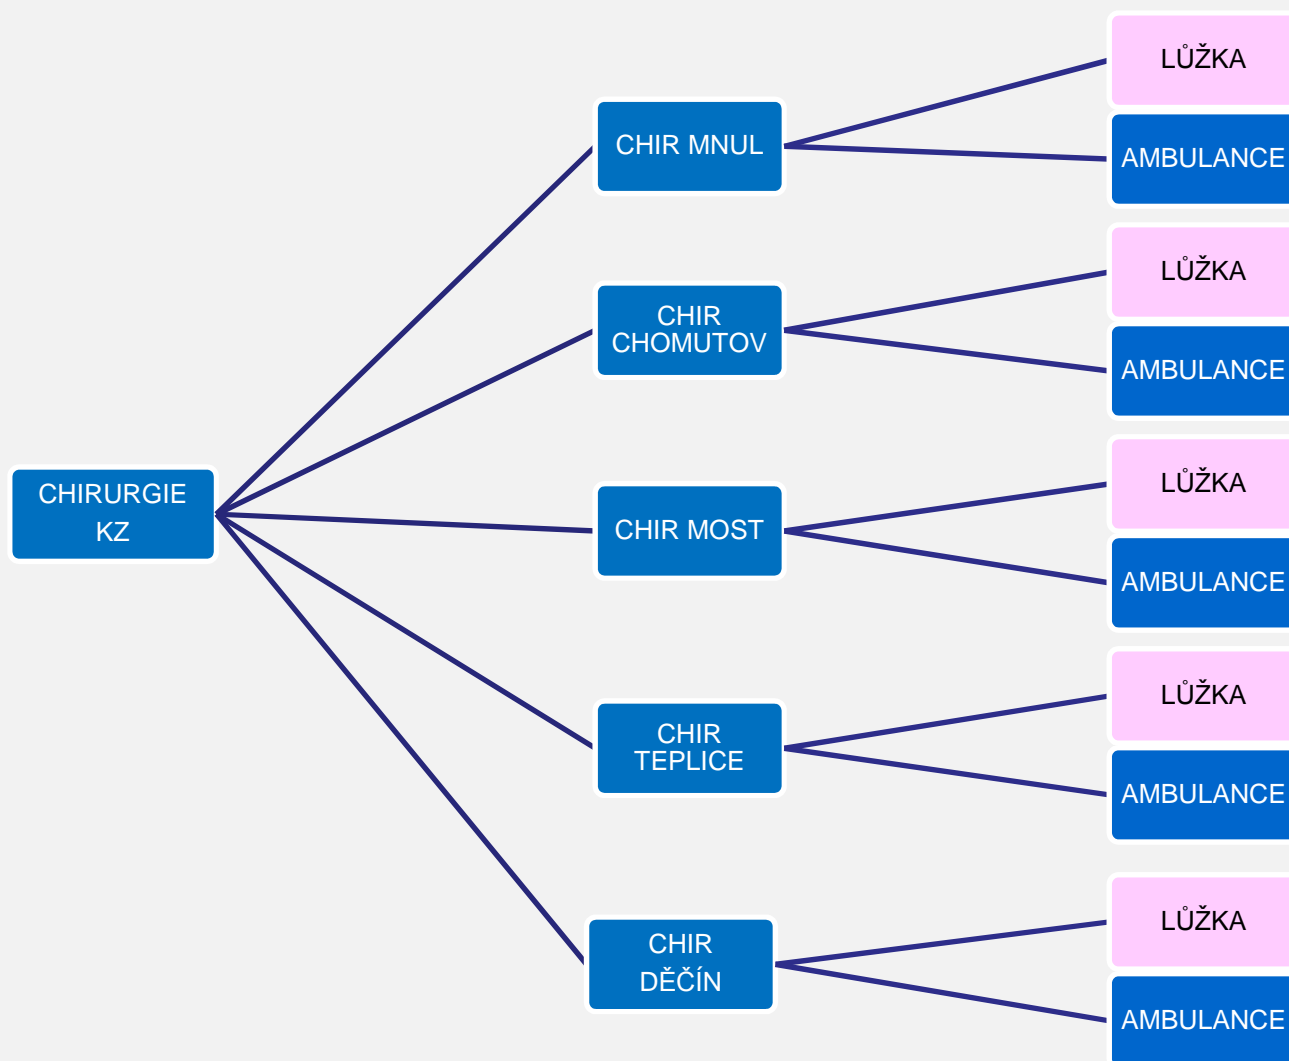 LŮŽKA
CHIR MNUL
AMBULANCE
LŮŽKA
CHIR
CHOMUTOV
AMBULANCE
CHIRURGIE
KZ
LŮŽKA
CHIR MOST
AMBULANCE
LŮŽKA
CHIR
TEPLICE
AMBULANCE
LŮŽKA
CHIR
DĚČÍN
AMBULANCE